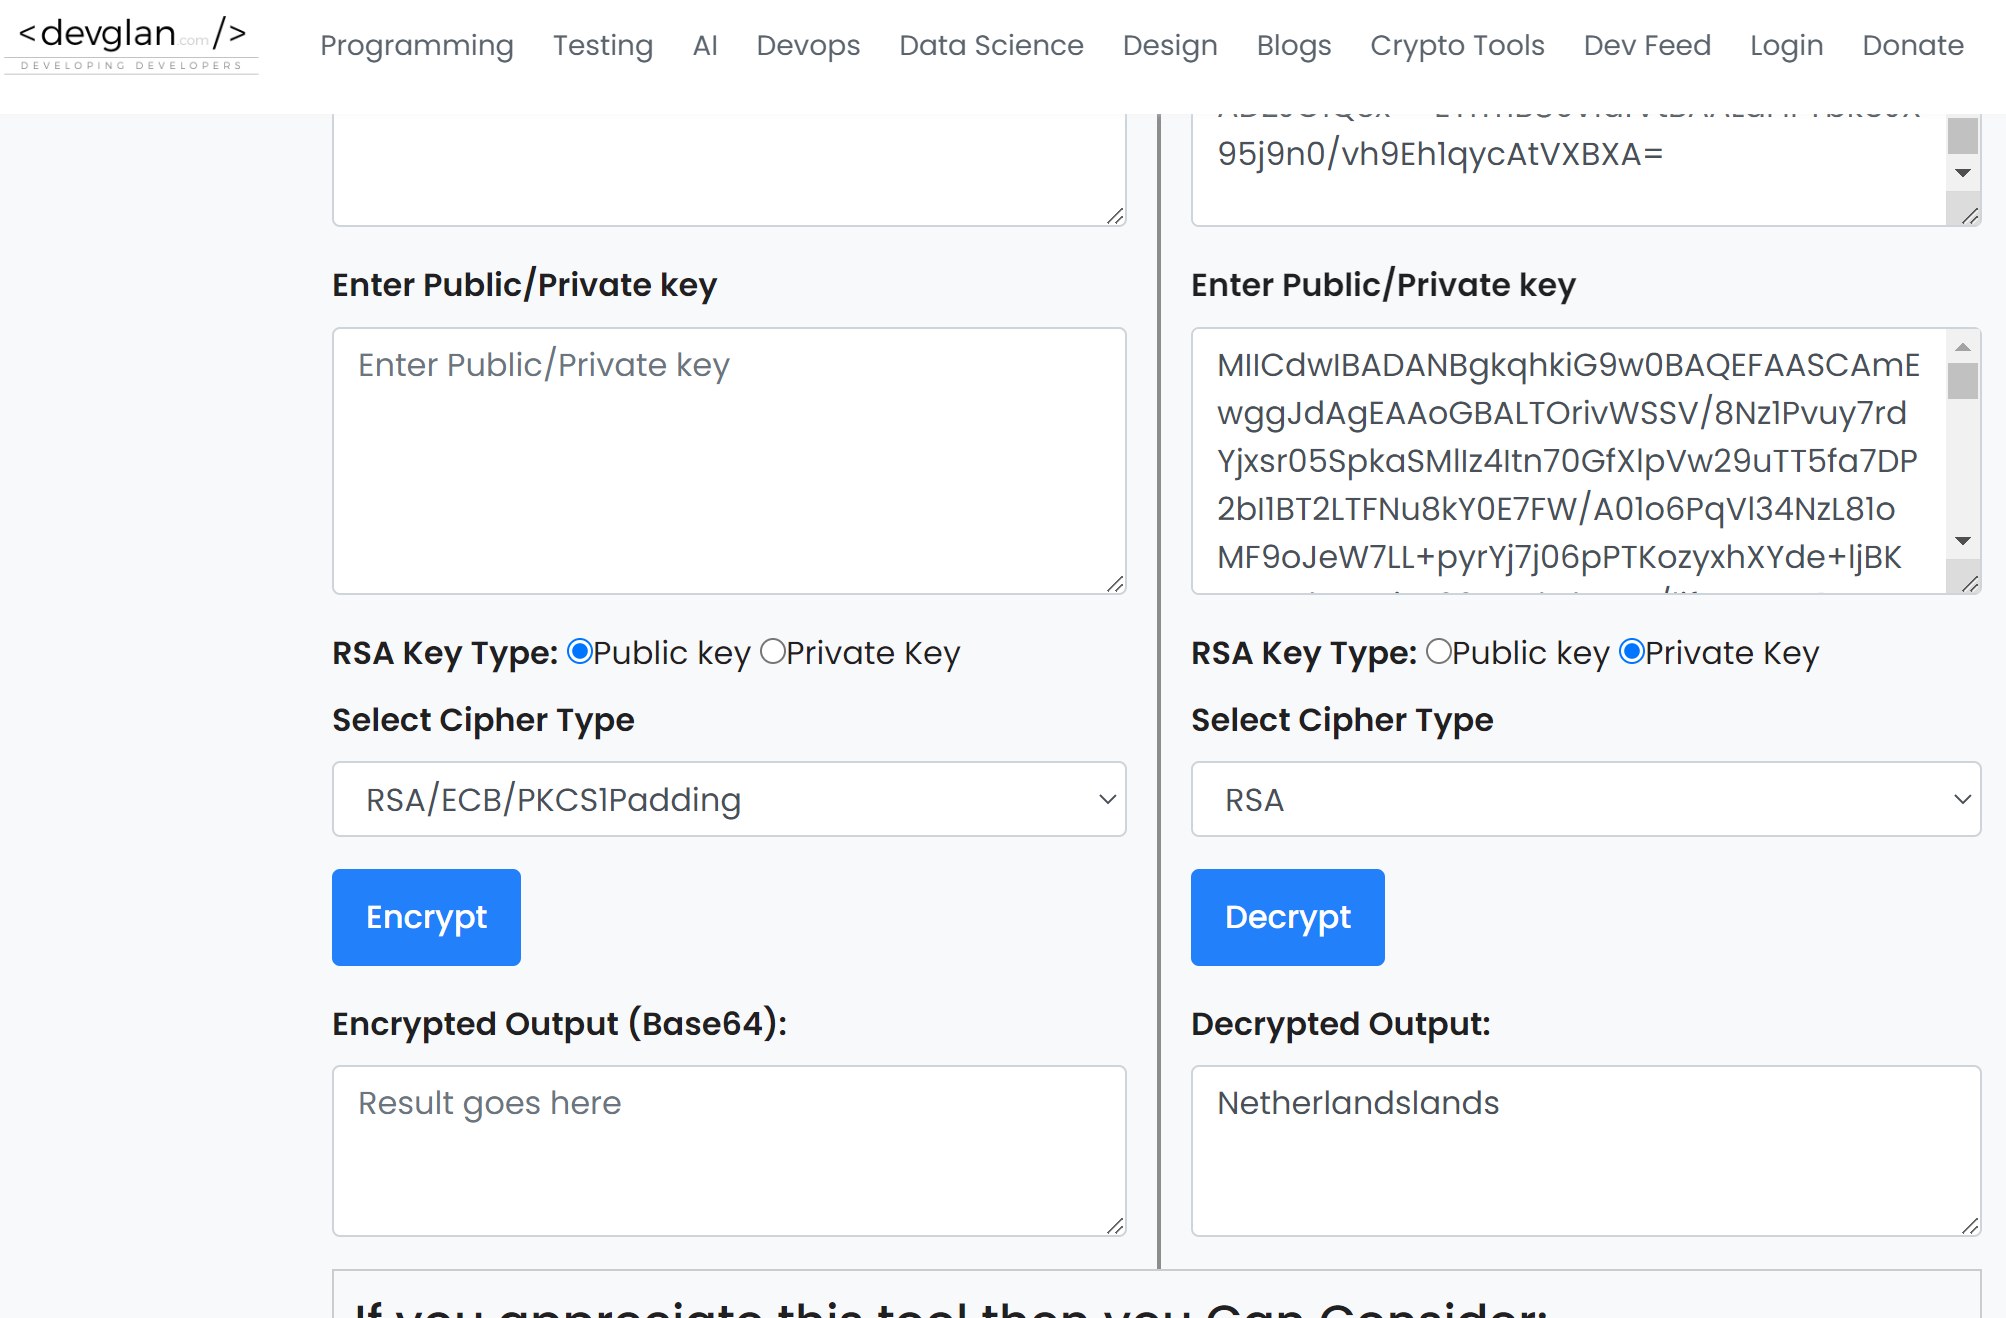 <devglan.com/>
DEVELOPING DEVELOPERS
Programming Testing AI Devops Data Science Design Blogs Crypto Tools Dev Feed Login Donate
95j9n0/vh9Eh1qycAtVXBXA=
Enter Public/Private key
Enter Public/Private key
RSA Key Type: Public key Private Key
Select Cipher Type
RSA/ECB/PKCS1Padding
Encrypt
Encrypted Output (Base64):
Result goes here
Enter Public/Private key
MIICdwIBADANBgkqhkiG9w0BAQEFAASCAmE
wggJdAgEAAoGBALTOrivWSSV/8Nz1Pvuy7rd
Yjxsr05SpkaSMlIz4Itn70GfXlpVw29uTT5fa7DP
2bI1BT2LTFNu8kY0E7FW/A01o6PqVl34NzL81o
MF9oJeW7LL+pyrYj7j06pPTKozyxhXYde+ljBK
RSA Key Type: Public key Private Key
Select Cipher Type
RSA
Decrypt
Decrypted Output:
Netherlandslands
If you appreciate this tool then you Can Consider: